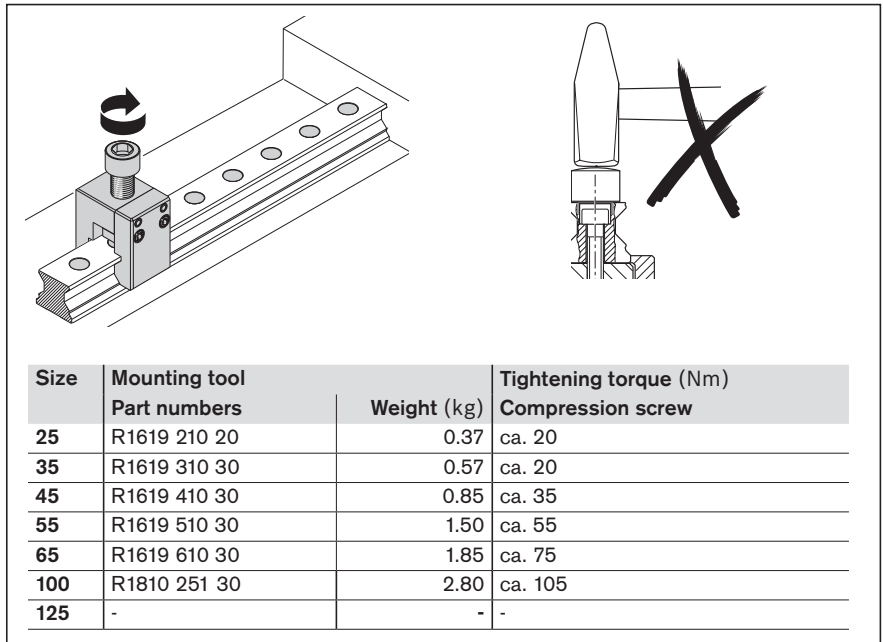 Size Mounting tool Tightening torque (Nm)
Part numbers Weight (kg) Compression screw
25 R1619 210 20 0.37 ca. 20
35 R1619 310 30 0.57 ca. 20
45 R1619 410 30 0.85 ca. 35
55 R1619 510 30 1.50 ca. 55
65 R1619 610 30 1.85 ca. 75
100 R1810 251 30 2.80 ca. 105
125 - - -